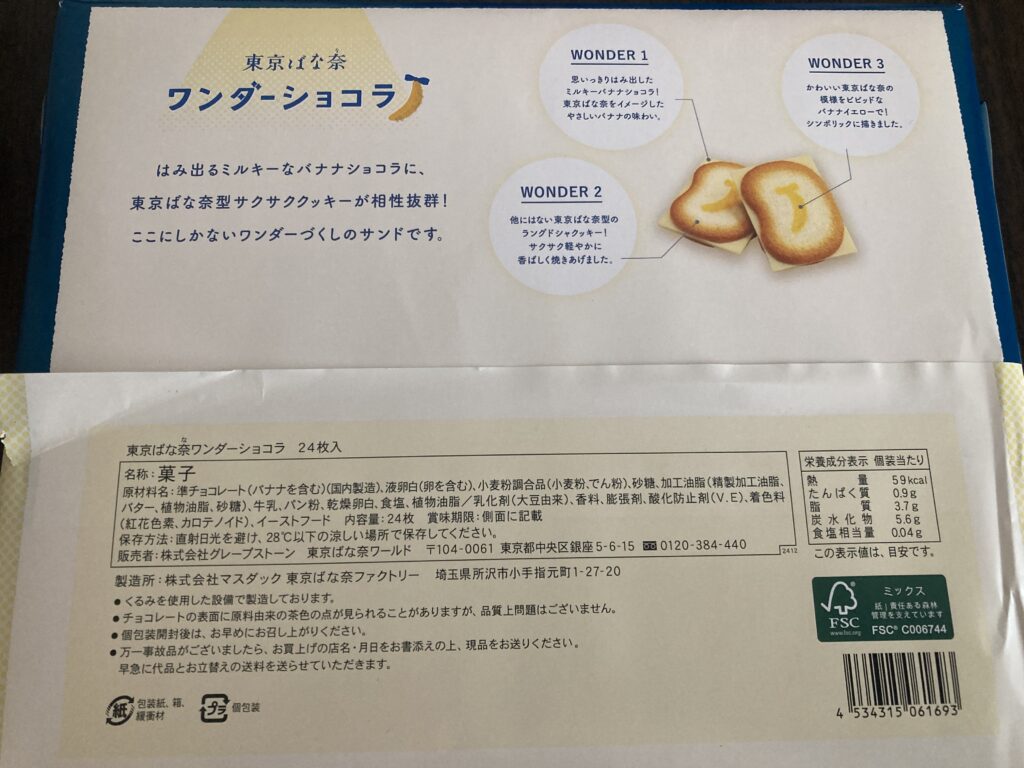 東京ばな奈
ワンダーショコラ
はみ出るミルキーなバナナショコラに、
東京ばな奈型サクサククッキーが相性抜群!
ここにしかないワンダーづくしのサンドです。
WONDER 1
思いっきりはみ出した
ミルキーバナナショコラ!
東京ばな奈をイメージした
やさしいバナナの味わい。
WONDER 2
他にはない東京ばな奈型の
ラングドシャクッキー!
サクサク軽やかに
香ばしく焼きあげました。
WONDER 3
かわいい東京ばな奈の
模様をビビッドな
バナナイエローで!
シンボリックに描きました。
東京ばな奈ワンダーショコラ 24枚入
名称:菓子
原材料名:準チョコレート(バナナを含む)(国内製造)、液卵白(卵を含む)、小麦粉調合品(小麦粉、でん粉)、砂糖、加工油脂(精製加工油脂、
バター、植物油脂、砂糖)、牛乳、パン粉、乾燥卵白、食塩、植物油脂/乳化剤(大豆由来)、香料、膨張剤、酸化防止剤(V.E)、着色料
(紅花色素、カロテノイド)、イーストフード 内容量:24枚 賞味期限:側面に記載
保存方法:直射日光を避け、28℃以下の涼しい場所で保存してください。
販売者:株式会社グレープストーン 東京ばな奈ワールド 〒104-0061 東京都中央区銀座5-6-15 0120-384-440
2412
製造所:株式会社マスダック 東京ばな奈ファクトリー 埼玉県所沢市小手指元町1-27-20
●くるみを使用した設備で製造しております。
●チョコレートの表面に原料由来の茶色の点が見られることがありますが、品質上問題はございません。
●個包装開封後は、お早めにお召し上がりください。
●万一事故品がございましたら、お買上げの店名・月日をお書添えの上、現品をお送りください。
早急に代品とお立替えの送料を送らせていただきます。
紙
包装紙、箱、
緩衝材
プラ
個包装
栄養成分表示 個装当たり
熱量 59kcal
たんぱく質 0.9g
脂質 3.7g
炭水化物 5.6g
食塩相当量 0.04g
この表示値は、目安です。
FSC
www.fsc.org
ミックス
紙|責任ある森林
管理を支えています
FSC® C006744
4 534315 061693